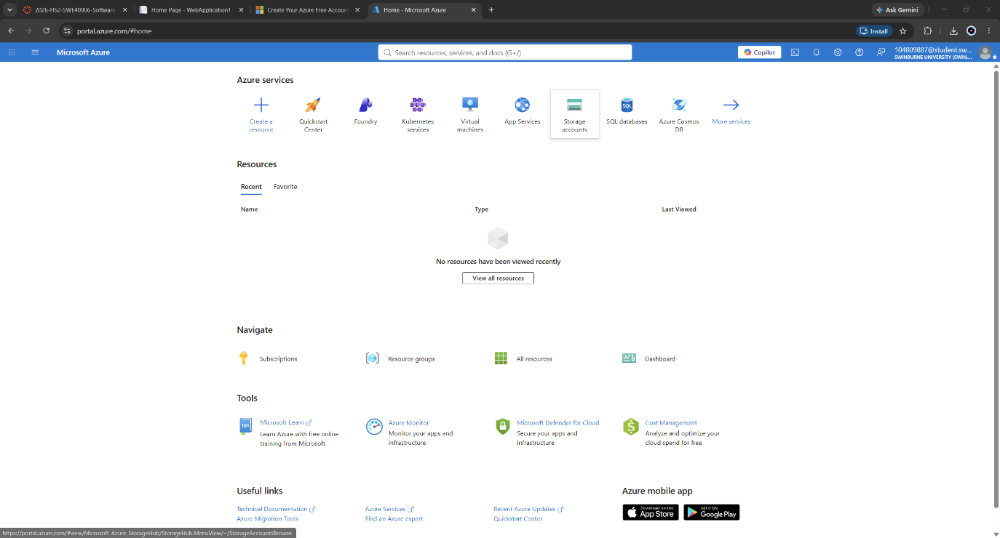 2026-HS2-SWE40006-Software
Home Page - WebApplication1
Create Your Azure Free Account
Home - Microsoft Azure
Ask Gemini
portal.azure.com/#home
Install
Microsoft Azure
Search resources, services, and docs (G+/)
Copilot
104809887@student.sw...
SWINBURNE UNIVERSITY (SWIN....
Azure services
Create a resource
Quickstart Center
Foundry
Kubernetes services
Virtual machines
App Services
Storage accounts
SQL
SQL databases
Azure Cosmos DB
More services
Resources
Recent
Favorite
Name
Type
Last Viewed
No resources have been viewed recently
View all resources
Navigate
Subscriptions
Resource groups
All resources
Dashboard
Tools
101
Microsoft Learn
Learn Azure with free online
training from Microsoft
Azure Monitor
Monitor your apps and
infrastructure
Microsoft Defender for Cloud
Secure your apps and
infrastructure
Cost Management
Analyze and optimize your
cloud spend for free
Useful links
Azure mobile app
Technical Documentation
Azure Services
Recent Azure Updates
Azure Migration Tools
Find an Azure expert
Quickstart Center
Download on the
App Store
GET IT ON
Google Play
https://portal.azure.com/#view/Microsoft_Azure_StorageHub/StorageHub.MenuView/~/StorageAccountsBrowse